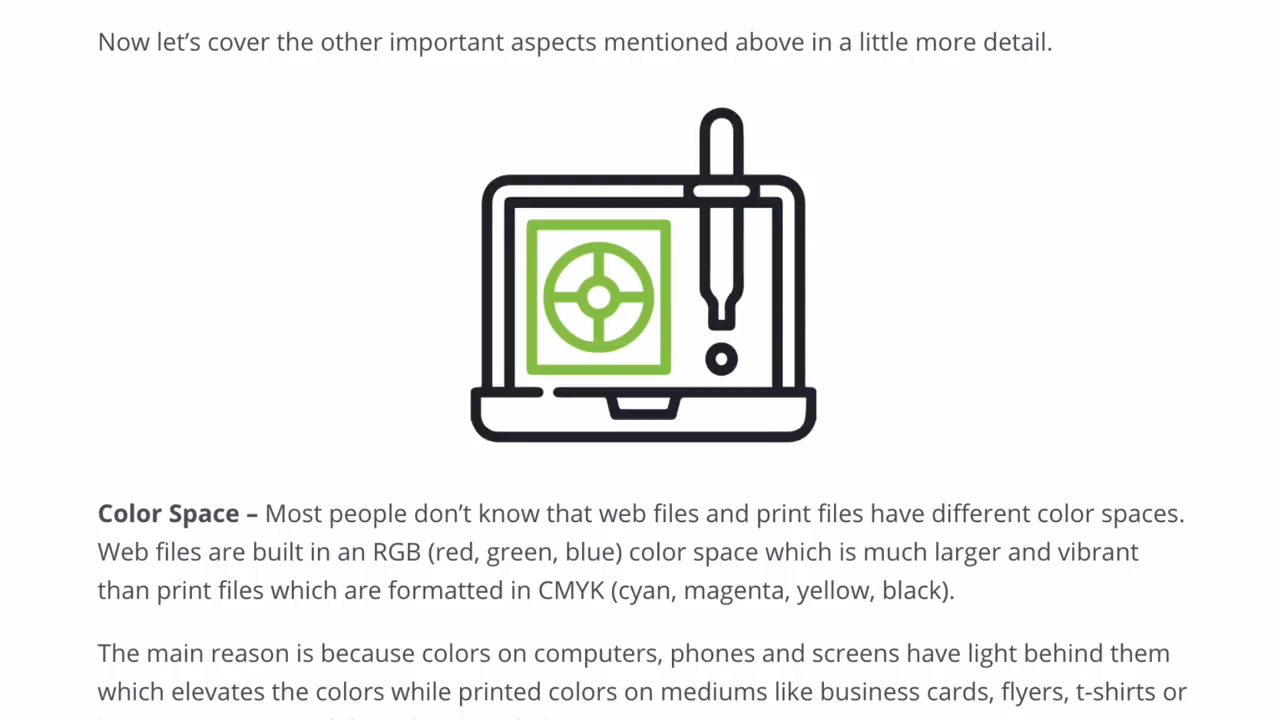 Now let’s cover the other important aspects mentioned above in a little more detail.
Color Space – Most people don’t know that web files and print files have different color spaces.
Web files are built in an RGB (red, green, blue) color space which is much larger and vibrant
than print files which are formatted in CMYK (cyan, magenta, yellow, black).
The main reason is because colors on computers, phones and screens have light behind them
which elevates the colors while printed colors on mediums like business cards, flyers, t-shirts or